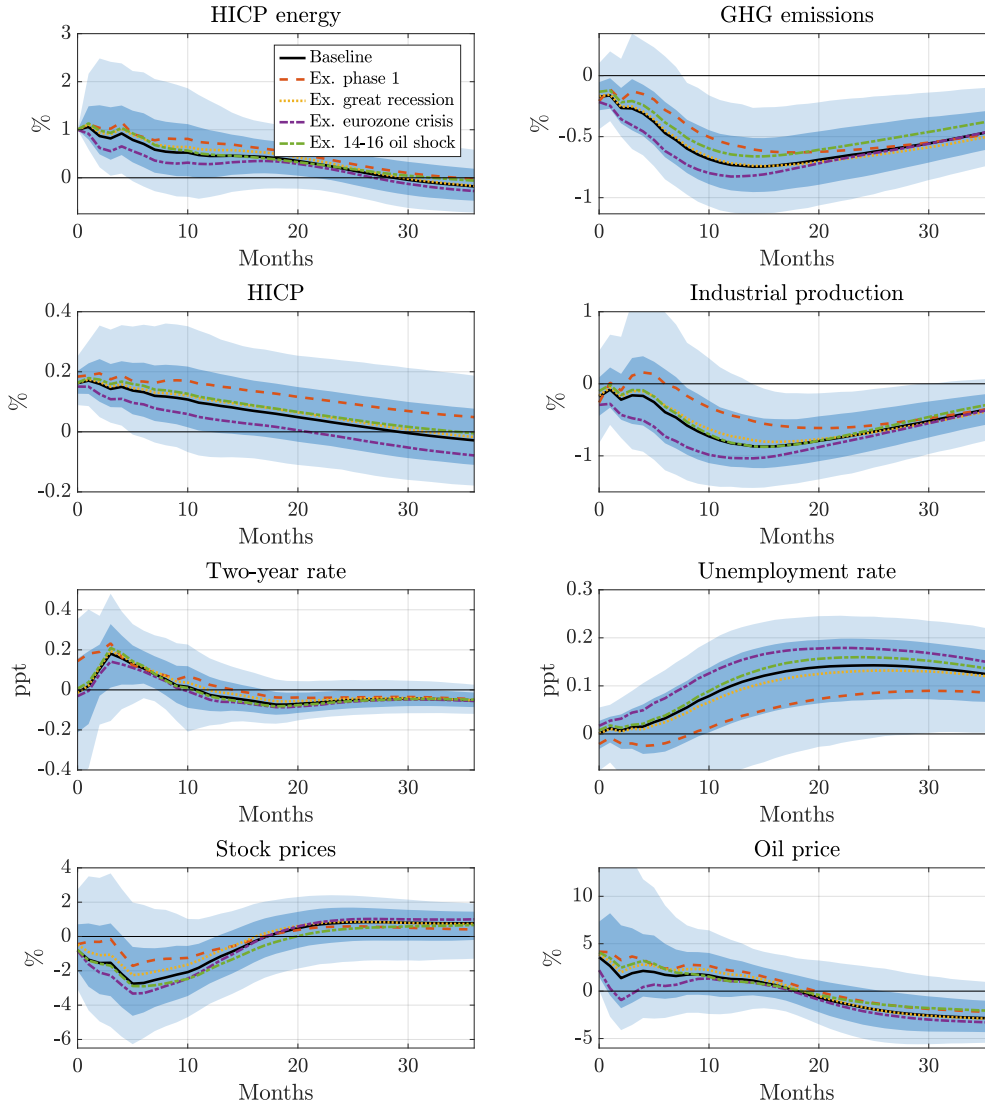 HICP energy
3
2
1
0
%
0 10 20 30
Months
Baseline
Ex. phase 1
Ex. great recession
Ex. eurozone crisis
Ex. 14-16 oil shock
GHG emissions
0
-0.5
-1
%
0 10 20 30
Months
HICP
0.4
0.2
0
-0.2
%
0 10 20 30
Months
Industrial production
1
0
-1
%
0 10 20 30
Months
Two-year rate
0.4
0.2
0
-0.2
-0.4
ppt
0 10 20 30
Months
Unemployment rate
0.3
0.2
0.1
0
ppt
0 10 20 30
Months
Stock prices
4
2
0
-2
-4
-6
%
0 10 20 30
Months
Oil price
10
5
0
-5
%
0 10 20 30
Months